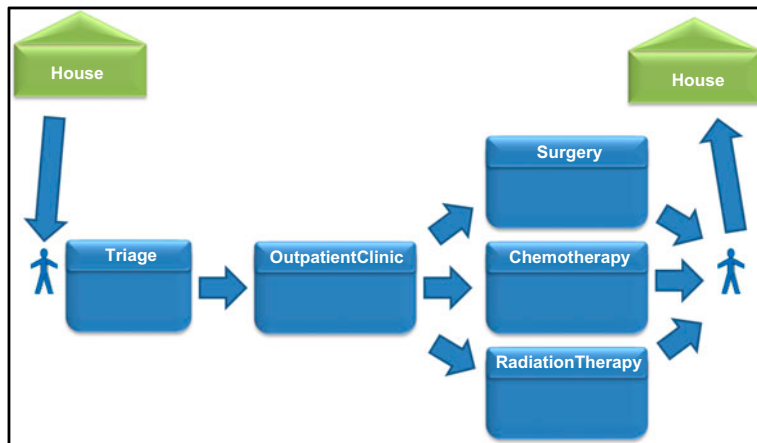 House
House
Surgery
Triage
OutpatientClinic
Chemotherapy
RadiationTherapy